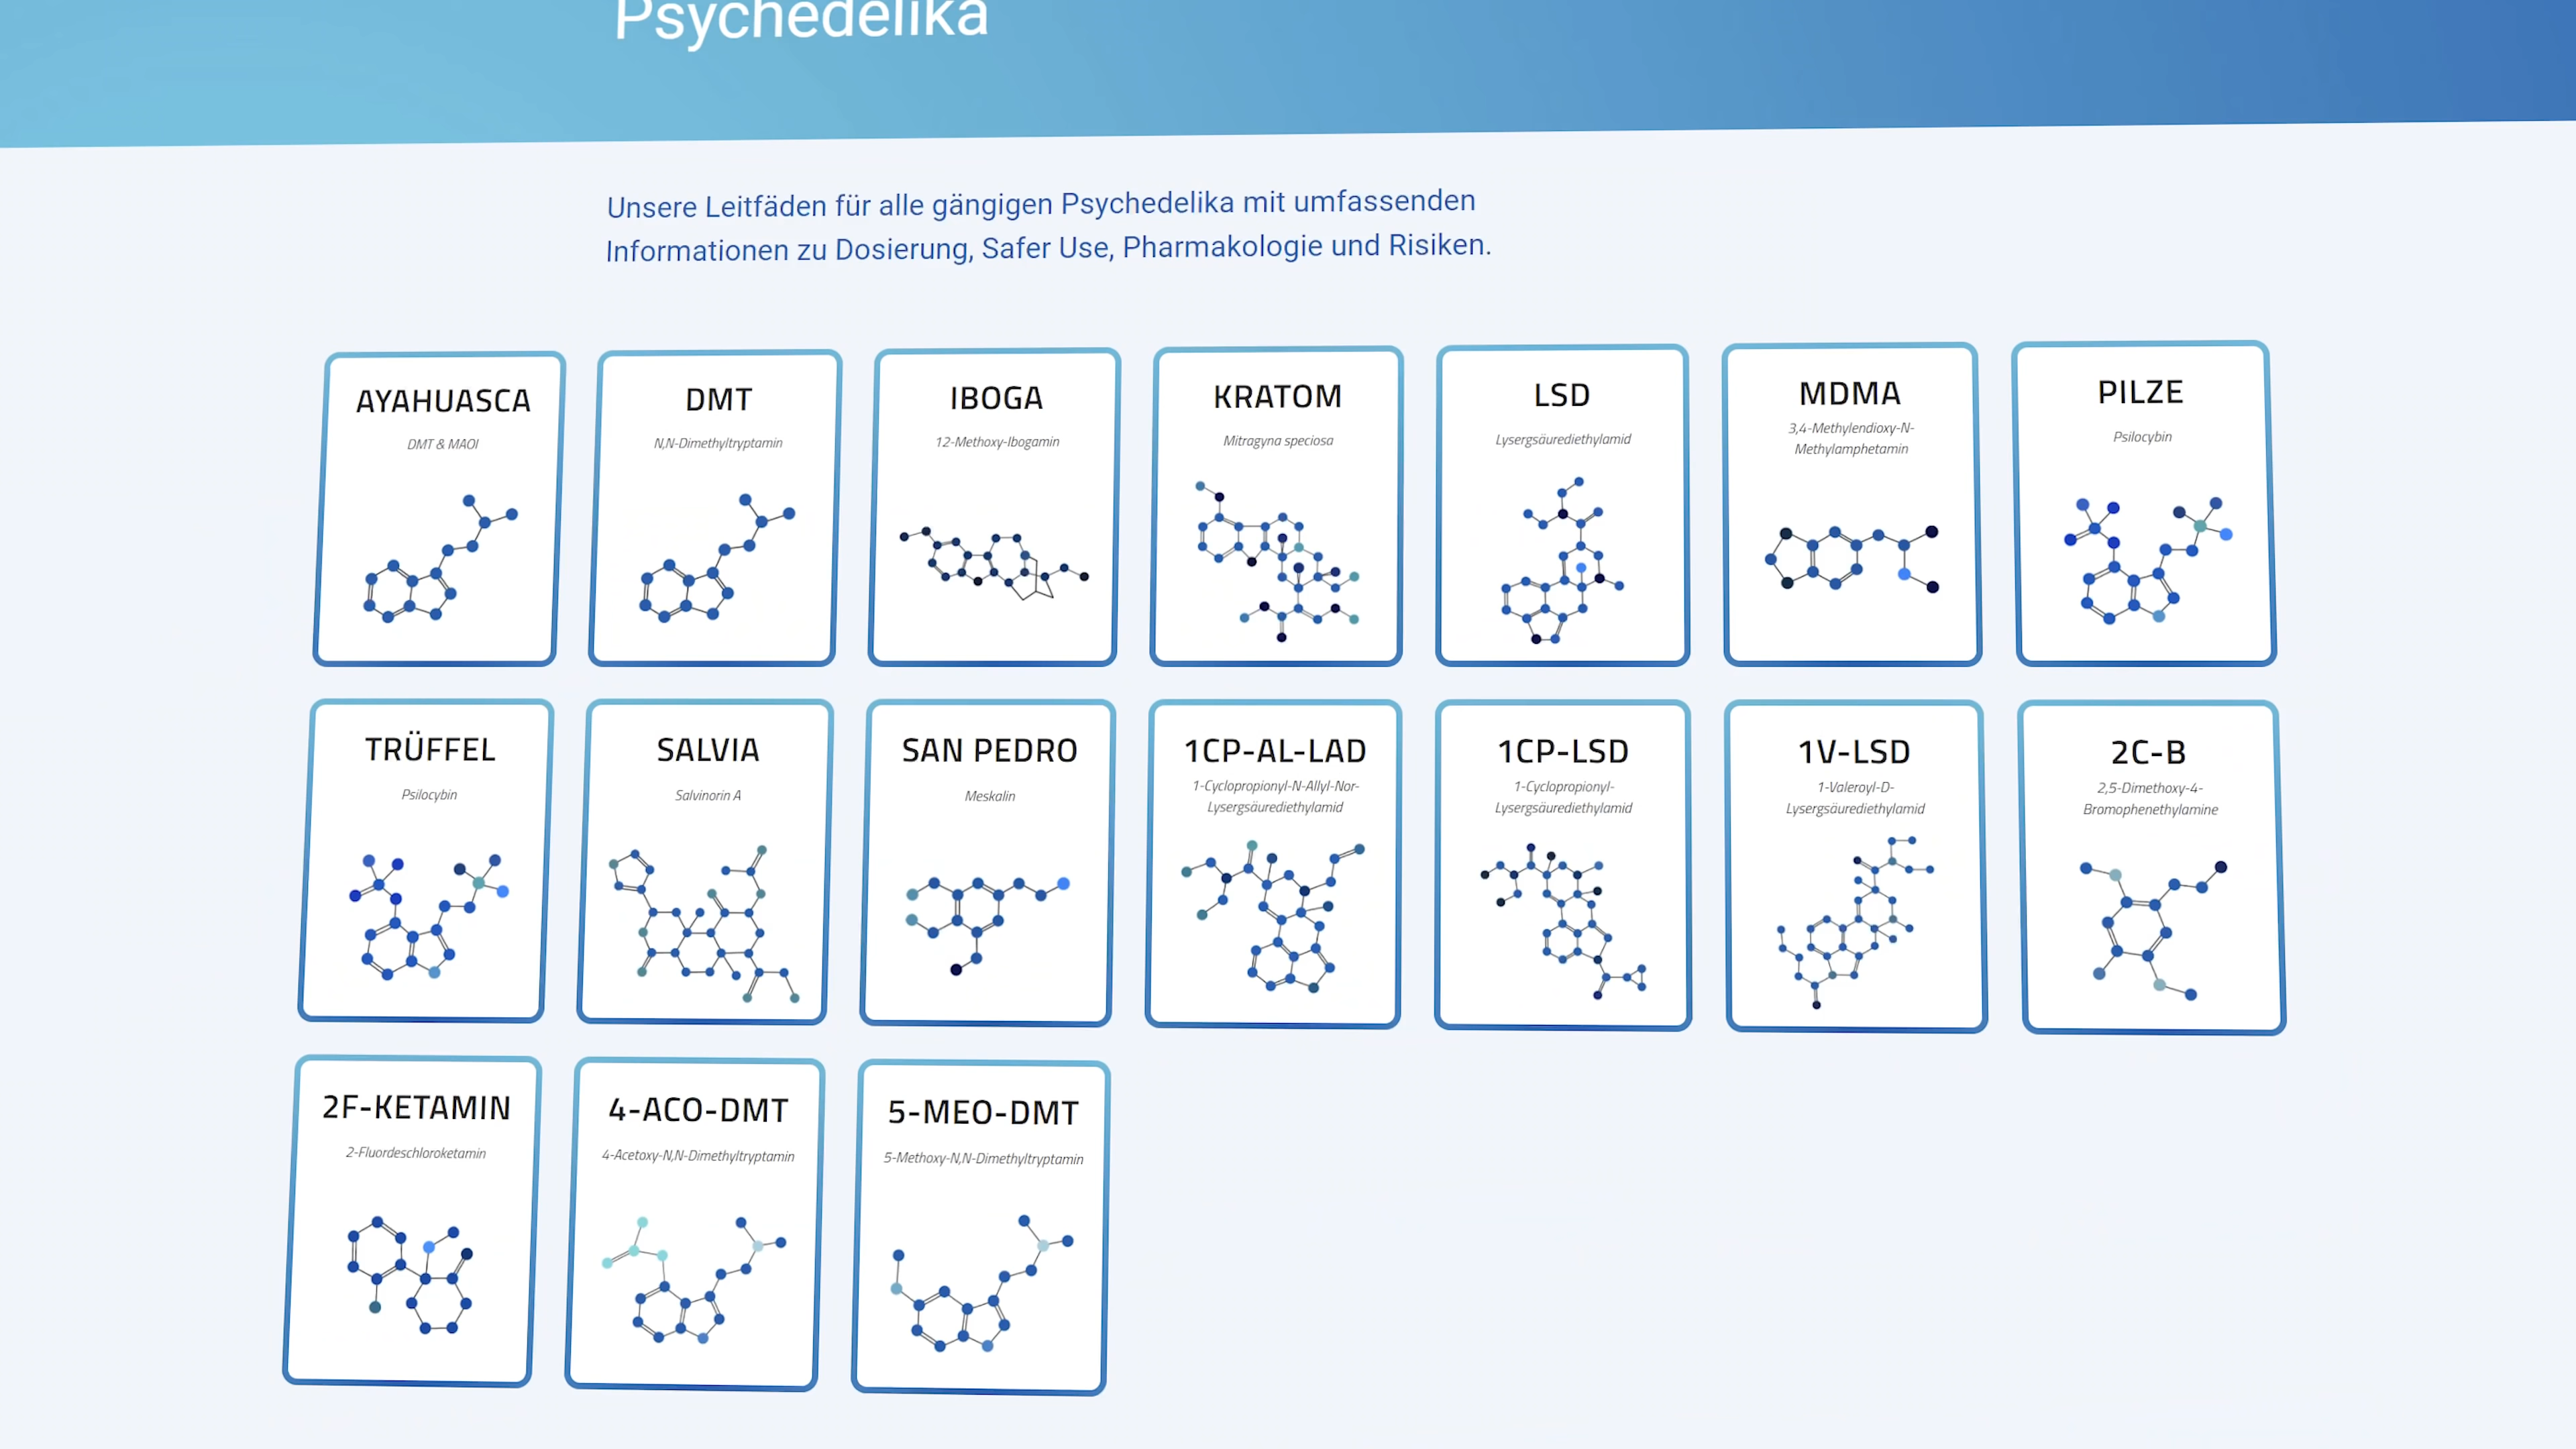 Psychedelika
Unsere Leitfäden für alle gängigen Psychedelika mit umfassenden
Informationen zu Dosierung, Safer Use, Pharmakologie und Risiken.
AYAHUASCA
DMT & MAOI
DMT
N,N-Dimethyltryptamin
IBOGA
12-Methoxy-Ibogamin
KRATOM
Mitragyna speciosa
LSD
Lysergsäurediethylamid
MDMA
3,4-Methylendioxy-N-
Methylamphetamin
PILZE
Psilocybin
TRÜFFEL
Psilocybin
SALVIA
Salvinorin A
SAN PEDRO
Meskalin
1CP-AL-LAD
1-Cyclopropionyl-N-Allyl-Nor-
Lysergsäurediethylamid
1CP-LSD
1-Cyclopropionyl-
Lysergsäurediethylamid
1V-LSD
1-Valeroyl-D-
Lysergsäurediethylamid
2C-B
2,5-Dimethoxy-4-
Bromophenethylamine
2F-KETAMIN
2-Fluordeschloroketamin
4-ACO-DMT
4-Acetoxy-N,N-Dimethyltryptamin
5-MEO-DMT
5-Methoxy-N,N-Dimethyltryptamin